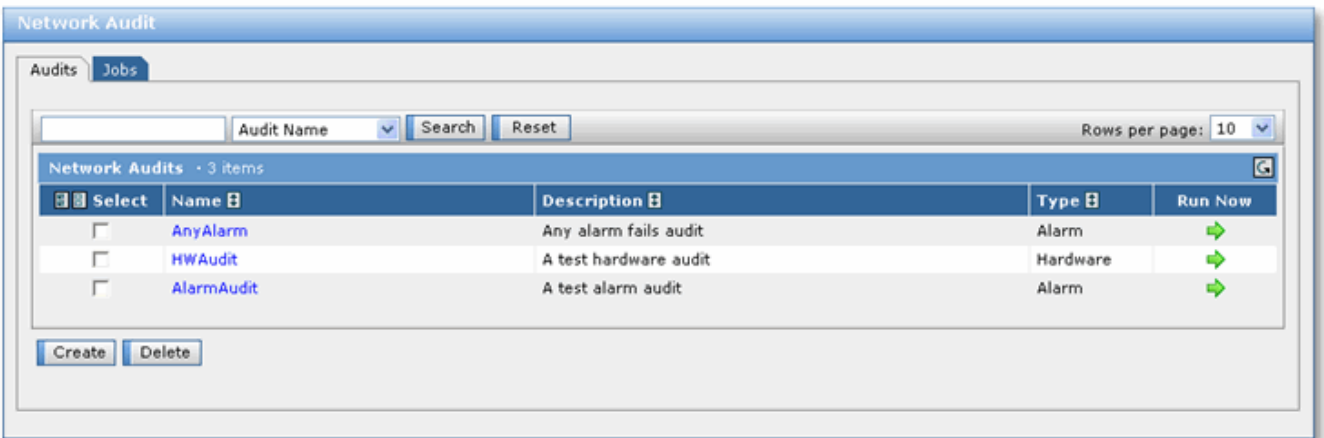 Network Audit
Audits Jobs
Audit Name Search Reset Rows per page: 10
Network Audits · 3 items
Select Name Description Type Run Now
AnyAlarm Any alarm fails audit Alarm
HWAudit A test hardware audit Hardware
AlarmAudit A test alarm audit Alarm
Create Delete